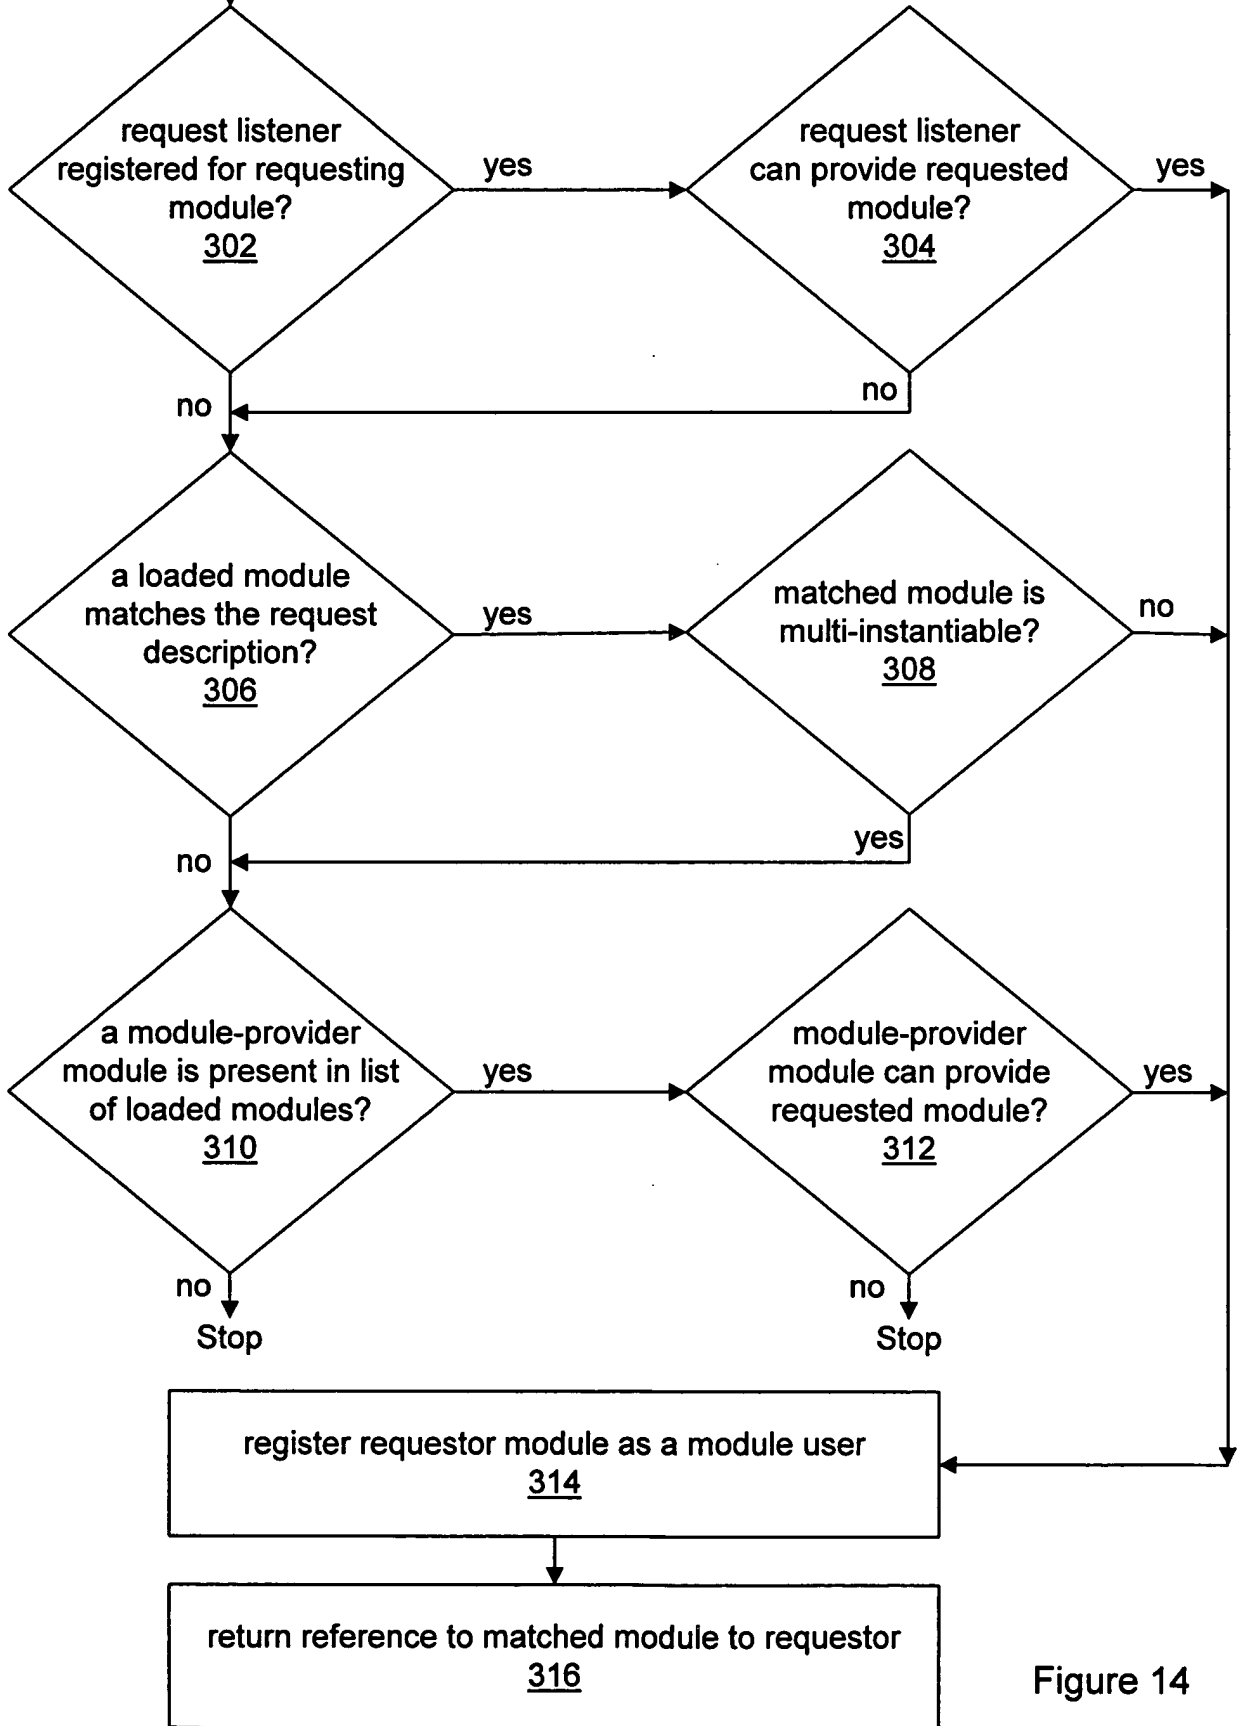 request listener
registered for requesting
module?
302
yes
request listener
can provide requested
module?
304
yes
no
no
a loaded module
matches the request
description?
306
yes
matched module is
multi-instantiable?
308
no
no
yes
a module-provider
module is present in list
of loaded modules?
310
yes
module-provider
module can provide
requested module?
312
yes
no
Stop
no
Stop
register requestor module as a module user
314
return reference to matched module to requestor
316
Figure 14